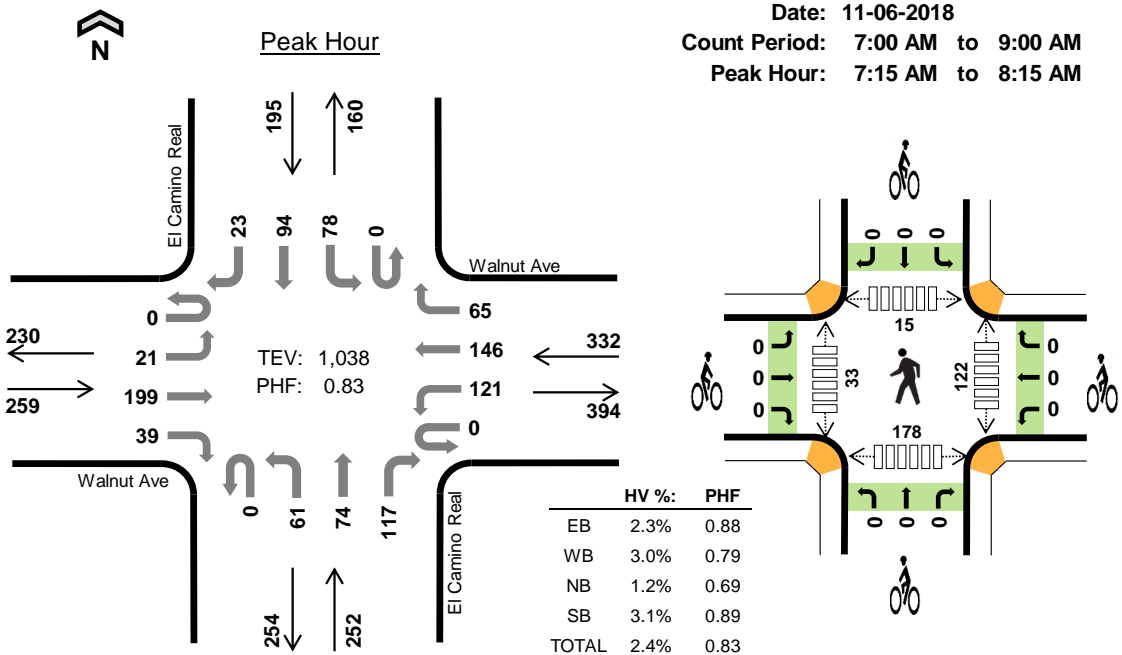 Date: 11-06-2018
Count Period: 7:00 AM to 9:00 AM
Peak Hour: 7:15 AM to 8:15 AM
N
Peak Hour
195
160
El Camino Real
23
94
78
0
Walnut Ave
0
21
199
39
230
259
TEV: 1,038
PHF: 0.83
65
146
121
0
332
394
Walnut Ave
0
61
74
117
El Camino Real
254
252
HV %: PHF
EB 2.3% 0.88
WB 3.0% 0.79
NB 1.2% 0.69
SB 3.1% 0.89
TOTAL 2.4% 0.83
0 0 0
15
0
0
0
33
122
0
0
0
178
0 0 0